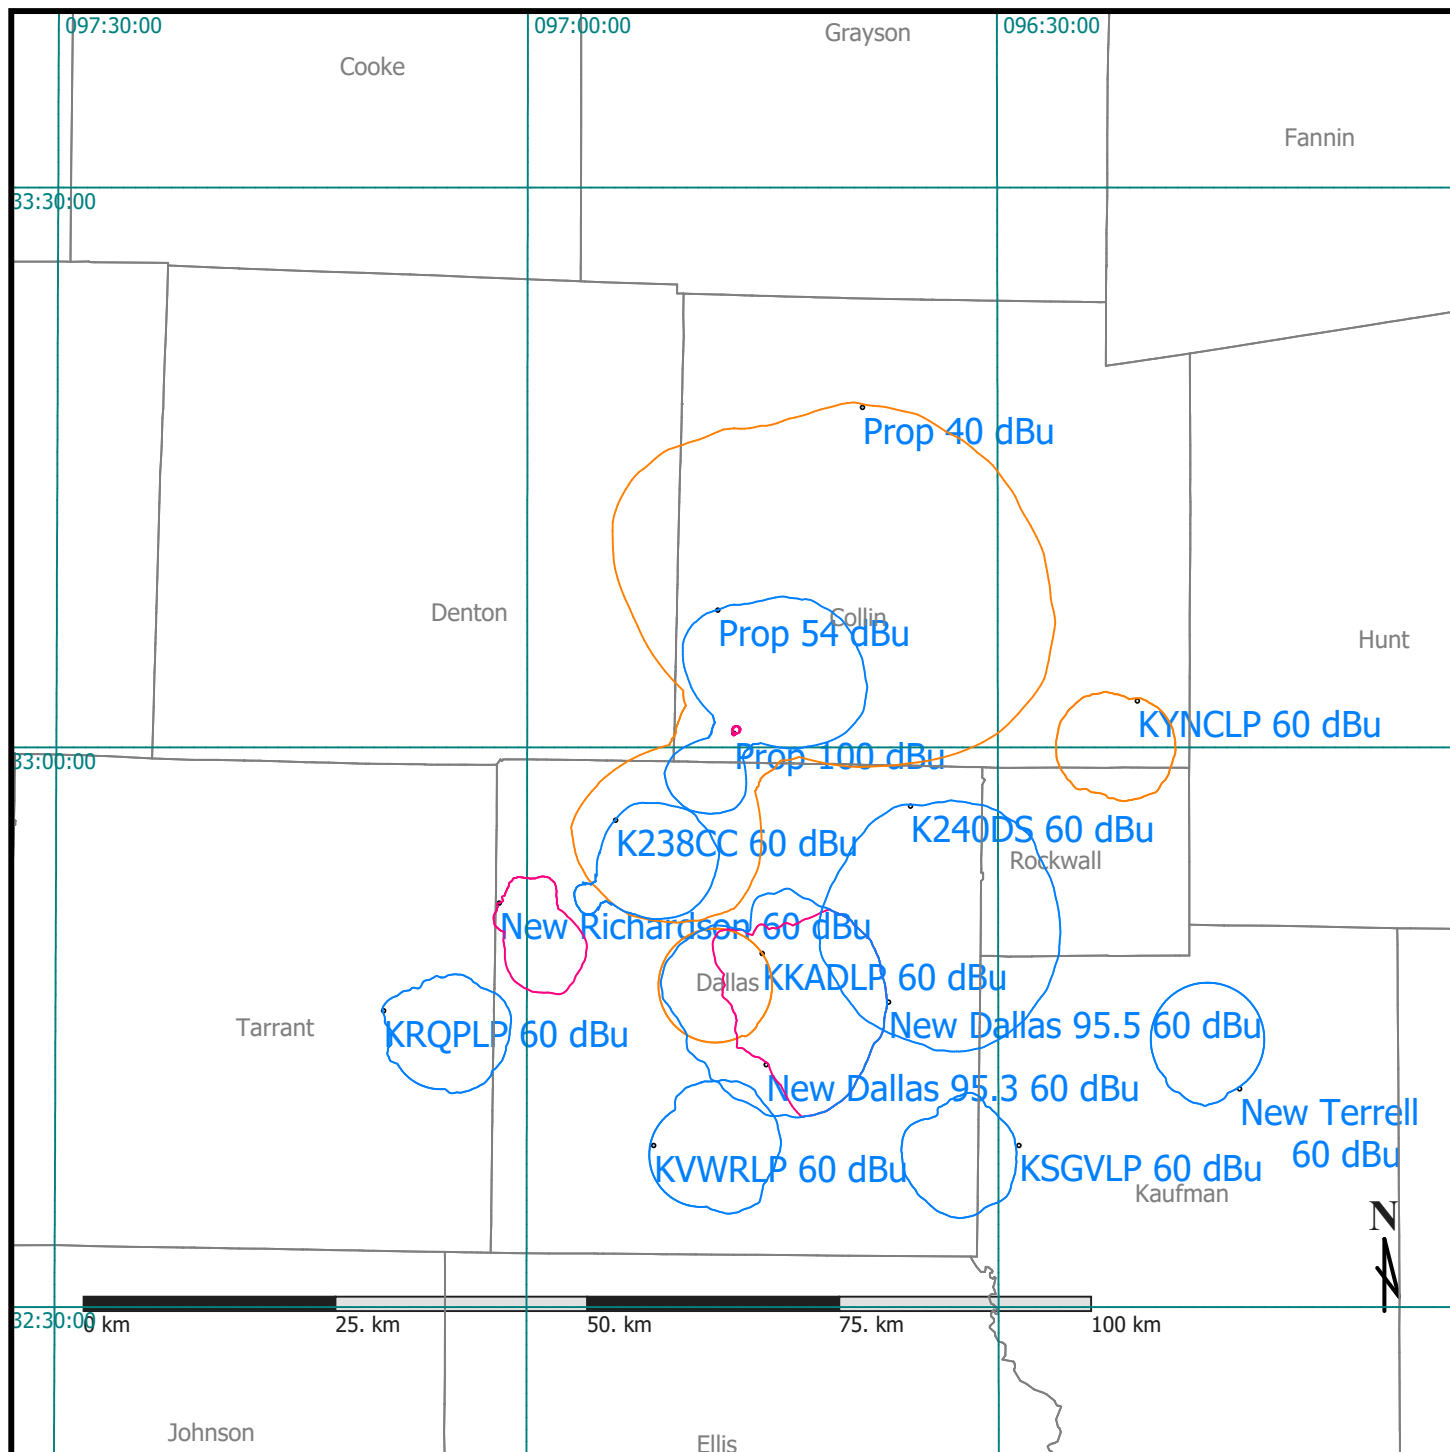 097:30:00
097:00:00
096:30:00
Grayson
Cooke
Fannin
33:30:00
Prop 40 dBu
Denton
Collin
Prop 54 dBu
Hunt
KYNCLP 60 dBu
33:00:00
Prop 100 dBu
K240DS 60 dBu
K238CC 60 dBu
Rockwall
New Richardson 60 dBu
KKADLP 60 dBu
Dallas
Tarrant
KRQPLP 60 dBu
New Dallas 95.5 60 dBu
New Dallas 95.3 60 dBu
New Terrell
60 dBu
KVWRLP 60 dBu
KSGVLP 60 dBu
Kaufman
N
32:30:00
0 km
25. km
50. km
75. km
100 km
Johnson
Ellis